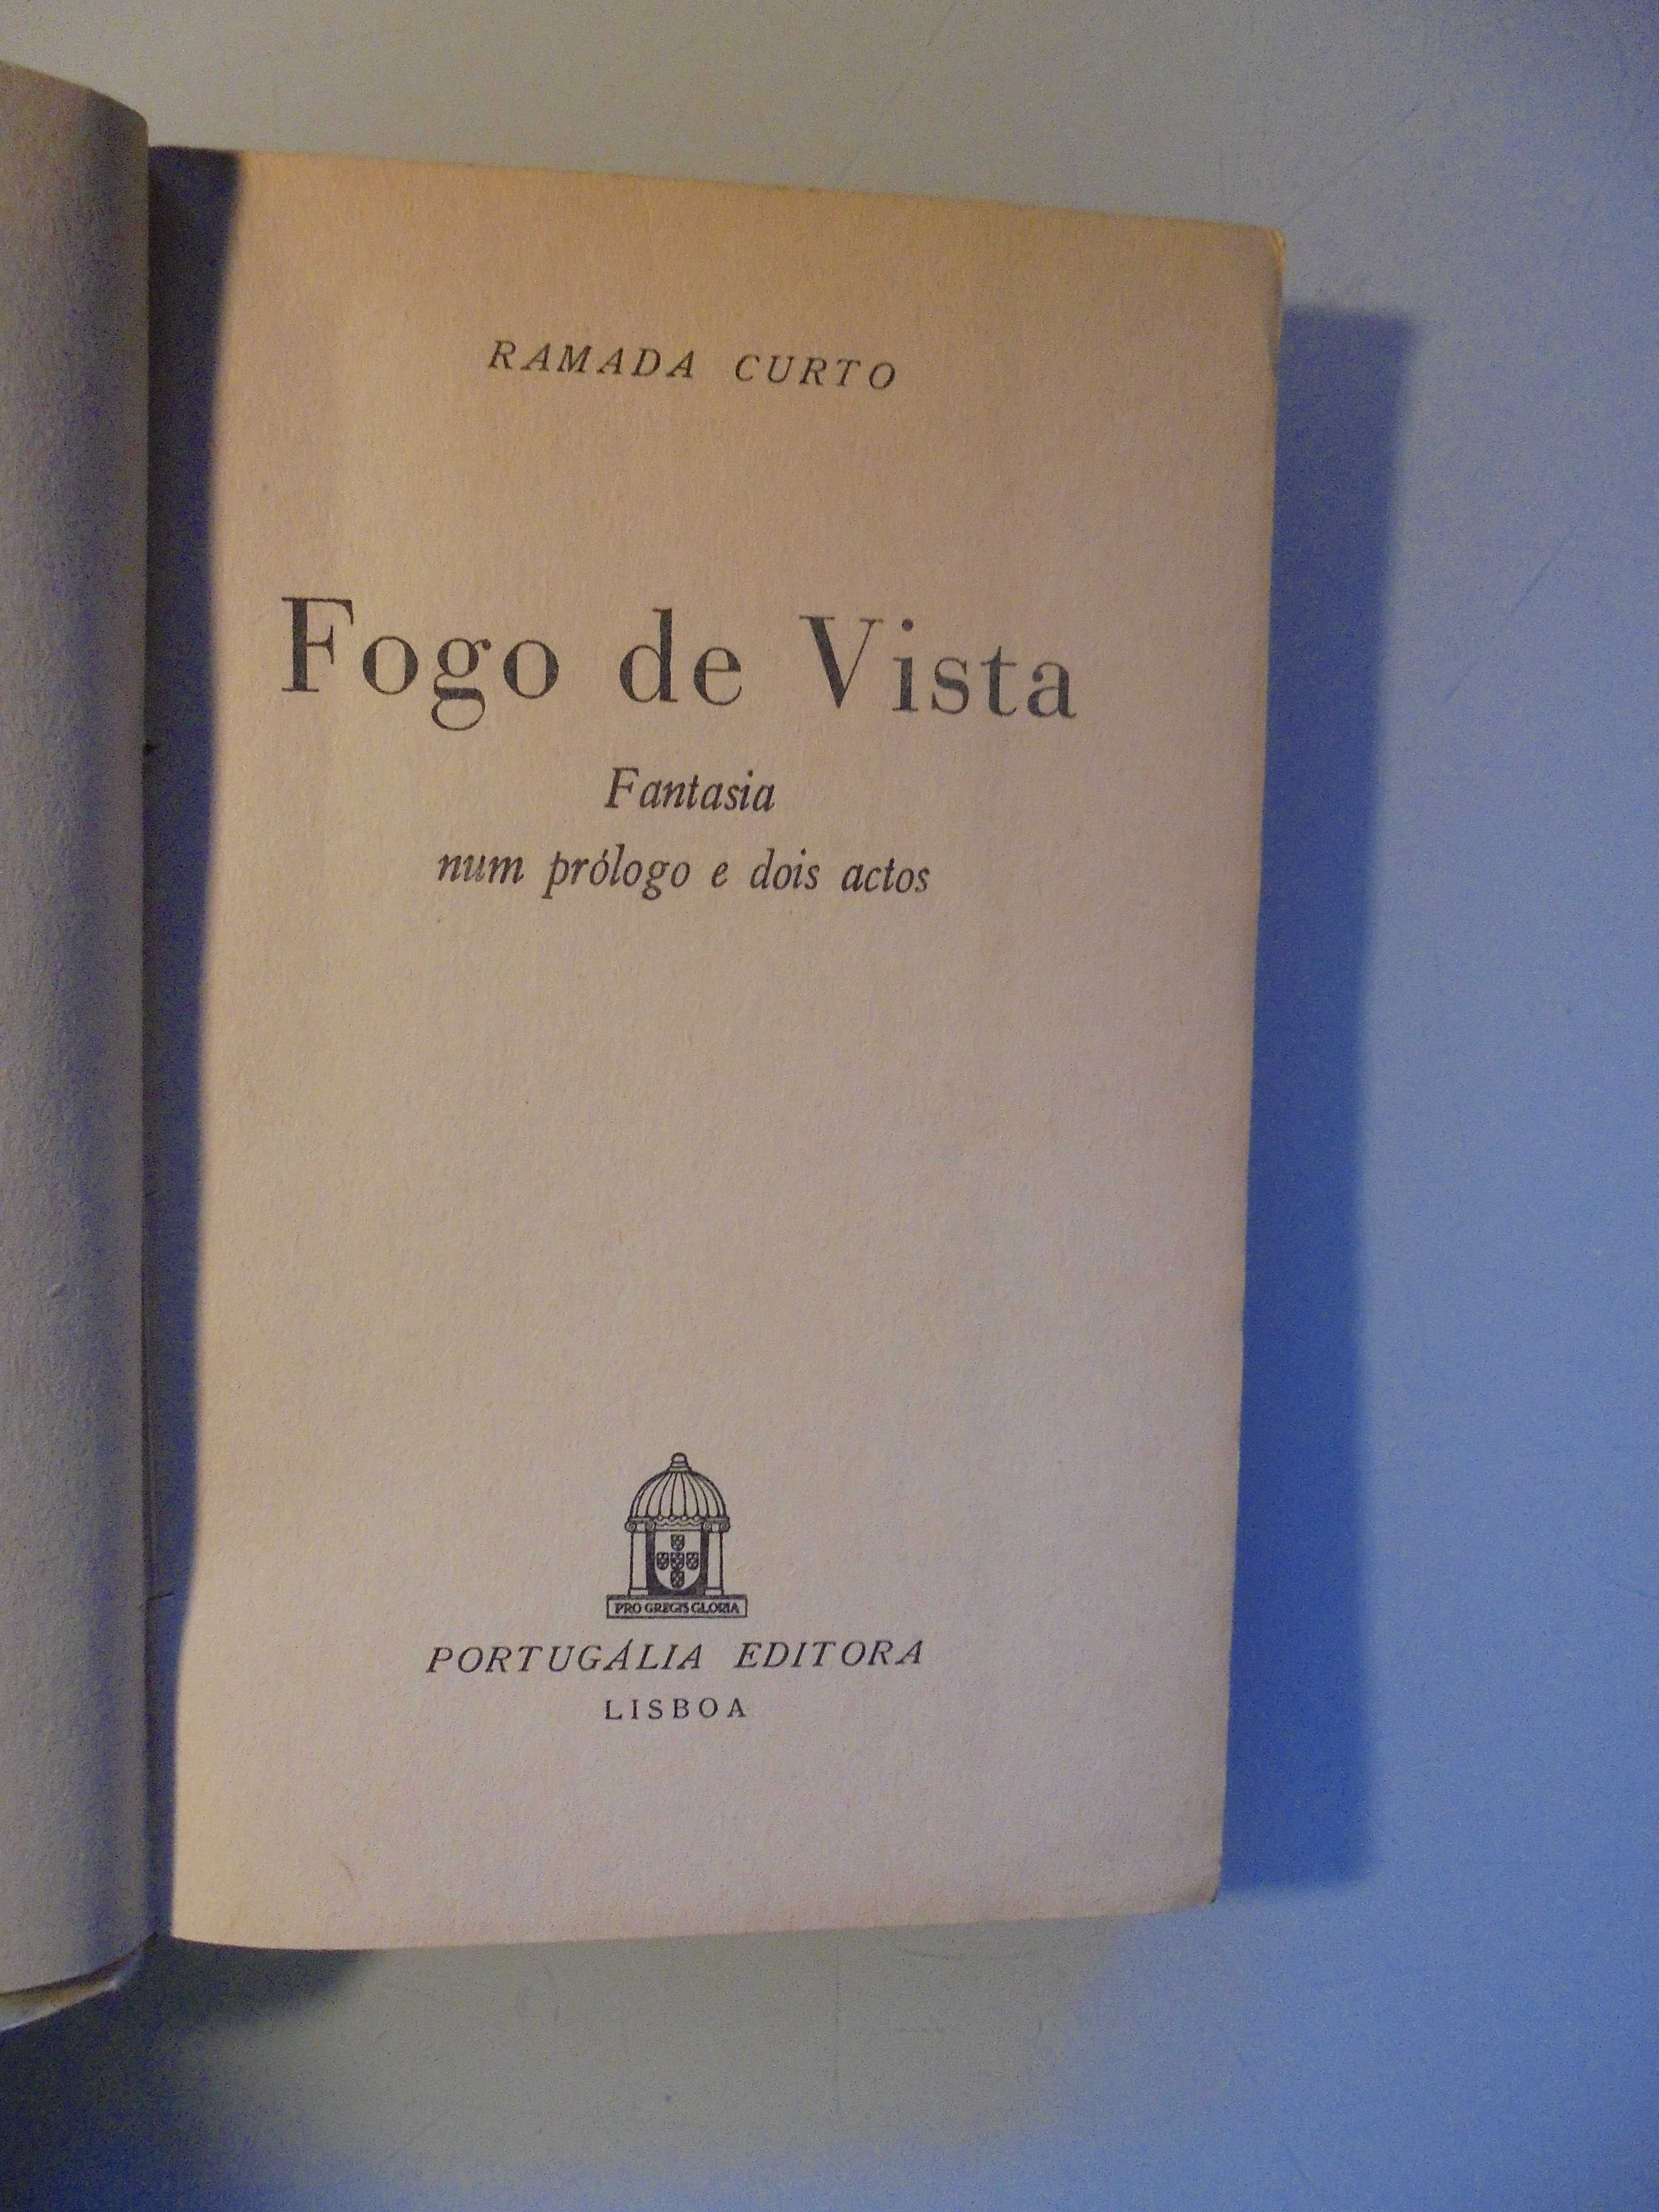 RAMADA CURTO
Fogo de Vista
Fantasia
num prólogo e dois actos
PRO GREGIS GLORIA
PORTUGÁLIA EDITORA
LISBOA